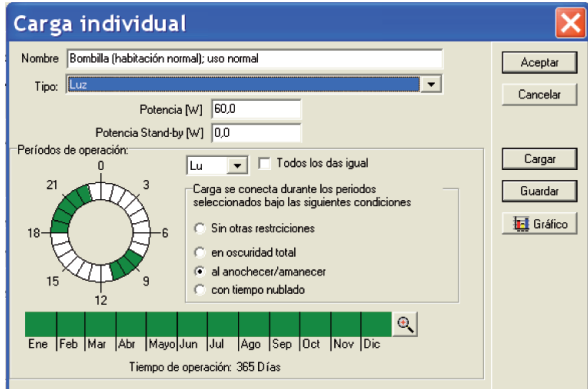 Carga individual
Nombre Bombilla (habitación normal); uso normal
Tipo: Luz
Potencia [W] 60,0
Potencia Stand-by [W] 0,0
Períodos de operación:
Lu Todos los das igual
0
3
6
9
12
15
18
21
Carga se conecta durante los periodos
seleccionados bajo las siguientes condiciones
Sin otras restricciones
en oscuridad total
al anochecer/amanecer
con tiempo nublado
Ene Feb Mar Abr Mayo Jun Jul Ago Sep Oct Nov Dic
Tiempo de operación: 365 Días
Aceptar
Cancelar
Cargar
Guardar
Gráfico